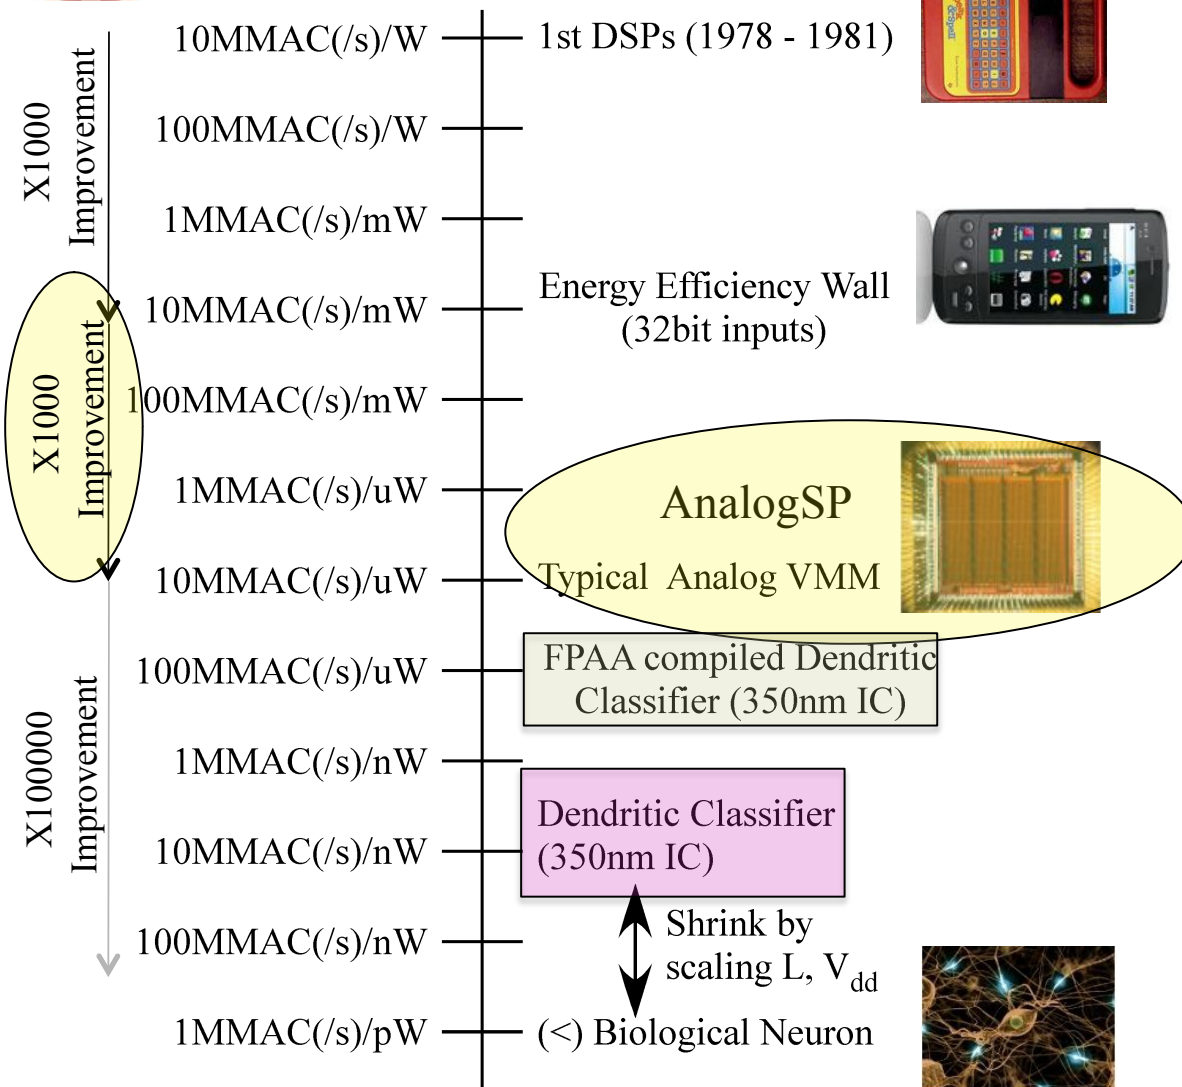 10MMAC(/s)/W
1st DSPs (1978 - 1981)
& Spell
X1000
Improvement
100MMAC(/s)/W
1MMAC(/s)/mW
10MMAC(/s)/mW
Energy Efficiency Wall
(32bit inputs)
X1000
Improvement
100MMAC(/s)/mW
1MMAC(/s)/uW
AnalogSP
10MMAC(/s)/uW
Typical Analog VMM
100MMAC(/s)/uW
FPAA compiled Dendritic
Classifier (350nm IC)
X100000
Improvement
1MMAC(/s)/nW
10MMAC(/s)/nW
Dendritic Classifier
(350nm IC)
100MMAC(/s)/nW
Shrink by
scaling L, Vdd
1MMAC(/s)/pW
(<) Biological Neuron